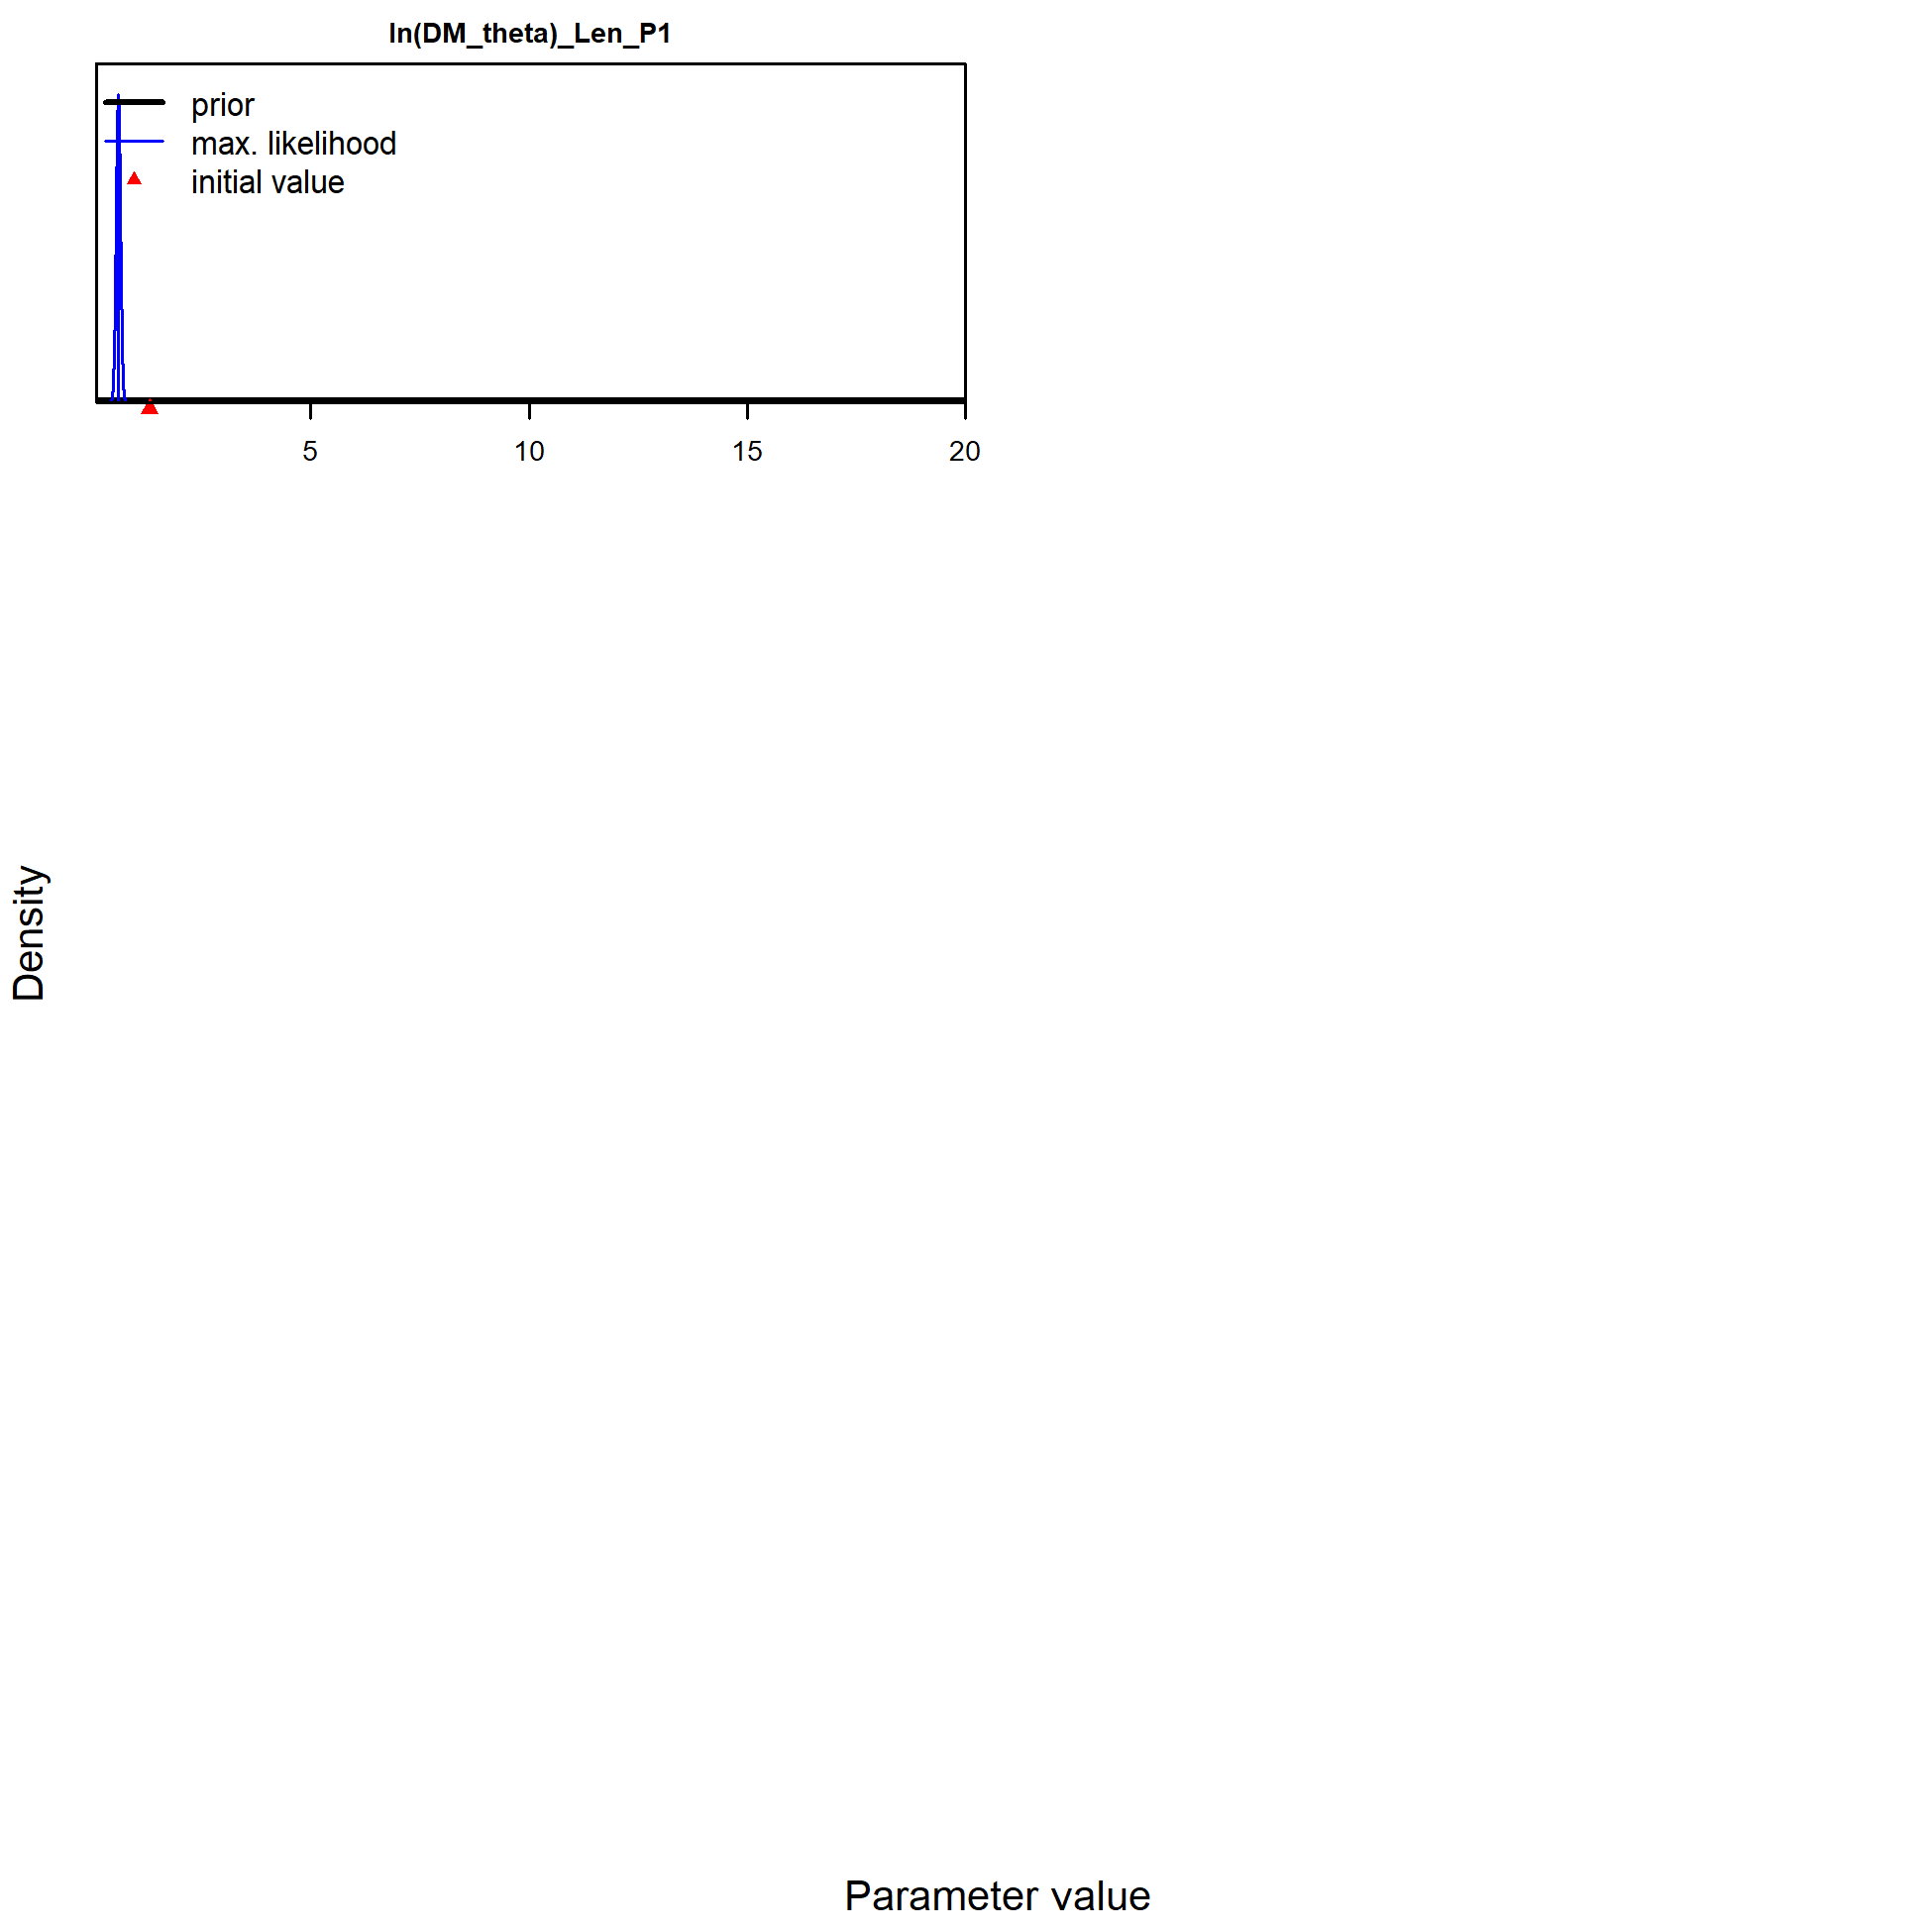 ln(DM_theta)_Len_P1
prior
max. likelihood
initial value
5 10 15 20
Density
Parameter value